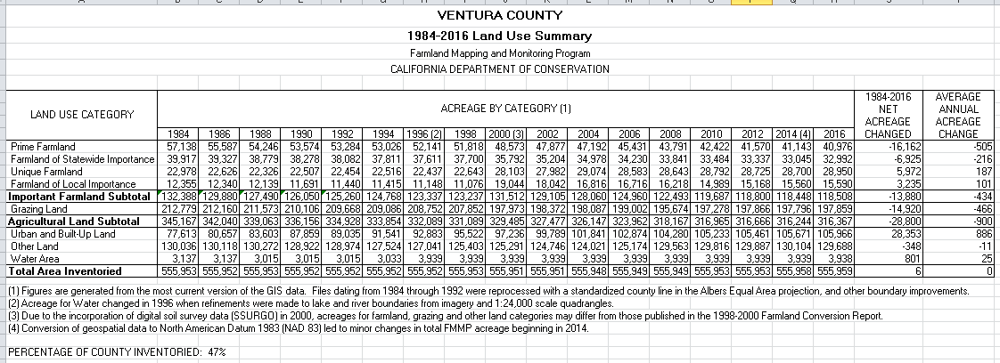 VENTURA COUNTY
1984-2016 Land Use Summary
Farmland Mapping and Monitoring Program
CALIFORNIA DEPARTMENT OF CONSERVATION
LAND USE CATEGORY ACREAGE BY CATEGORY (1) 1984-2016 NET ACREAGE CHANGED AVERAGE ANNUAL ACREAGE CHANGE
1984 1986 1988 1990 1992 1994 1996 (2) 1998 2000 (3) 2002 2004 2006 2008 2010 2012 2014 (4) 2016
Prime Farmland 57,138 55,587 54,246 53,574 53,284 53,026 52,141 51,818 48,573 47,877 47,192 45,431 43,791 42,422 41,570 41,143 40,976 -16,162 -505
Farmland of Statewide Importance 39,917 39,327 38,779 38,278 38,082 37,811 37,611 37,700 35,792 35,204 34,978 34,230 33,841 33,484 33,337 33,045 32,992 -6,925 -216
Unique Farmland 22,978 22,626 22,326 22,507 22,454 22,516 22,437 22,643 28,103 27,982 29,074 28,583 28,643 28,792 28,725 28,700 28,950 5,972 187
Farmland of Local Importance 12,355 12,340 12,139 11,691 11,440 11,415 11,148 11,076 19,044 18,042 16,816 16,716 16,218 14,989 15,168 15,560 15,590 3,235 101
Important Farmland Subtotal 132,388 129,880 127,490 126,050 125,260 124,768 123,337 123,237 131,512 129,105 128,060 124,960 122,493 119,687 118,800 118,448 118,508 -13,880 -434
Grazing Land 212,779 212,160 211,573 210,106 209,668 209,086 208,752 207,852 197,973 198,372 198,087 199,002 195,674 197,278 197,866 197,796 197,859 -14,920 -466
Agricultural Land Subtotal 345,167 342,040 339,063 336,156 334,928 333,854 332,089 331,089 329,485 327,477 326,147 323,962 318,167 316,965 316,666 316,244 316,367 -28,800 -900
Urban and Built-Up Land 77,613 80,657 83,603 87,859 89,035 91,541 92,883 95,522 97,236 99,789 101,841 102,874 104,280 105,233 105,461 105,671 105,966 28,353 886
Other Land 130,036 130,118 130,272 128,922 128,974 127,524 127,041 125,403 125,291 124,746 124,021 125,174 129,563 129,816 129,887 130,104 129,688 -348 -11
Water Area 3,137 3,137 3,015 3,015 3,015 3,033 3,939 3,939 3,939 3,939 3,939 3,939 3,939 3,939 3,939 3,939 3,938 801 25
Total Area Inventoried 555,953 555,952 555,953 555,952 555,952 555,952 555,952 555,953 555,951 555,951 555,948 555,949 555,949 555,953 555,953 555,958 555,959 6 0
(1) Figures are generated from the most current version of the GIS data. Files dating from 1984 through 1992 were reprocessed with a standardized county line in the Albers Equal Area projection, and other boundary improvements.
(2) Acreage for Water changed in 1996 when refinements were made to lake and river boundaries from imagery and 1:24,000 scale quadrangles.
(3) Due to the incorporation of digital soil survey data (SSURGO) in 2000, acreages for farmland, grazing and other land categories may differ from those published in the 1998-2000 Farmland Conversion Report.
(4) Conversion of geospatial data to North American Datum 1983 (NAD 83) led to minor changes in total FMMP acreage beginning in 2014.
PERCENTAGE OF COUNTY INVENTORIED: 47%